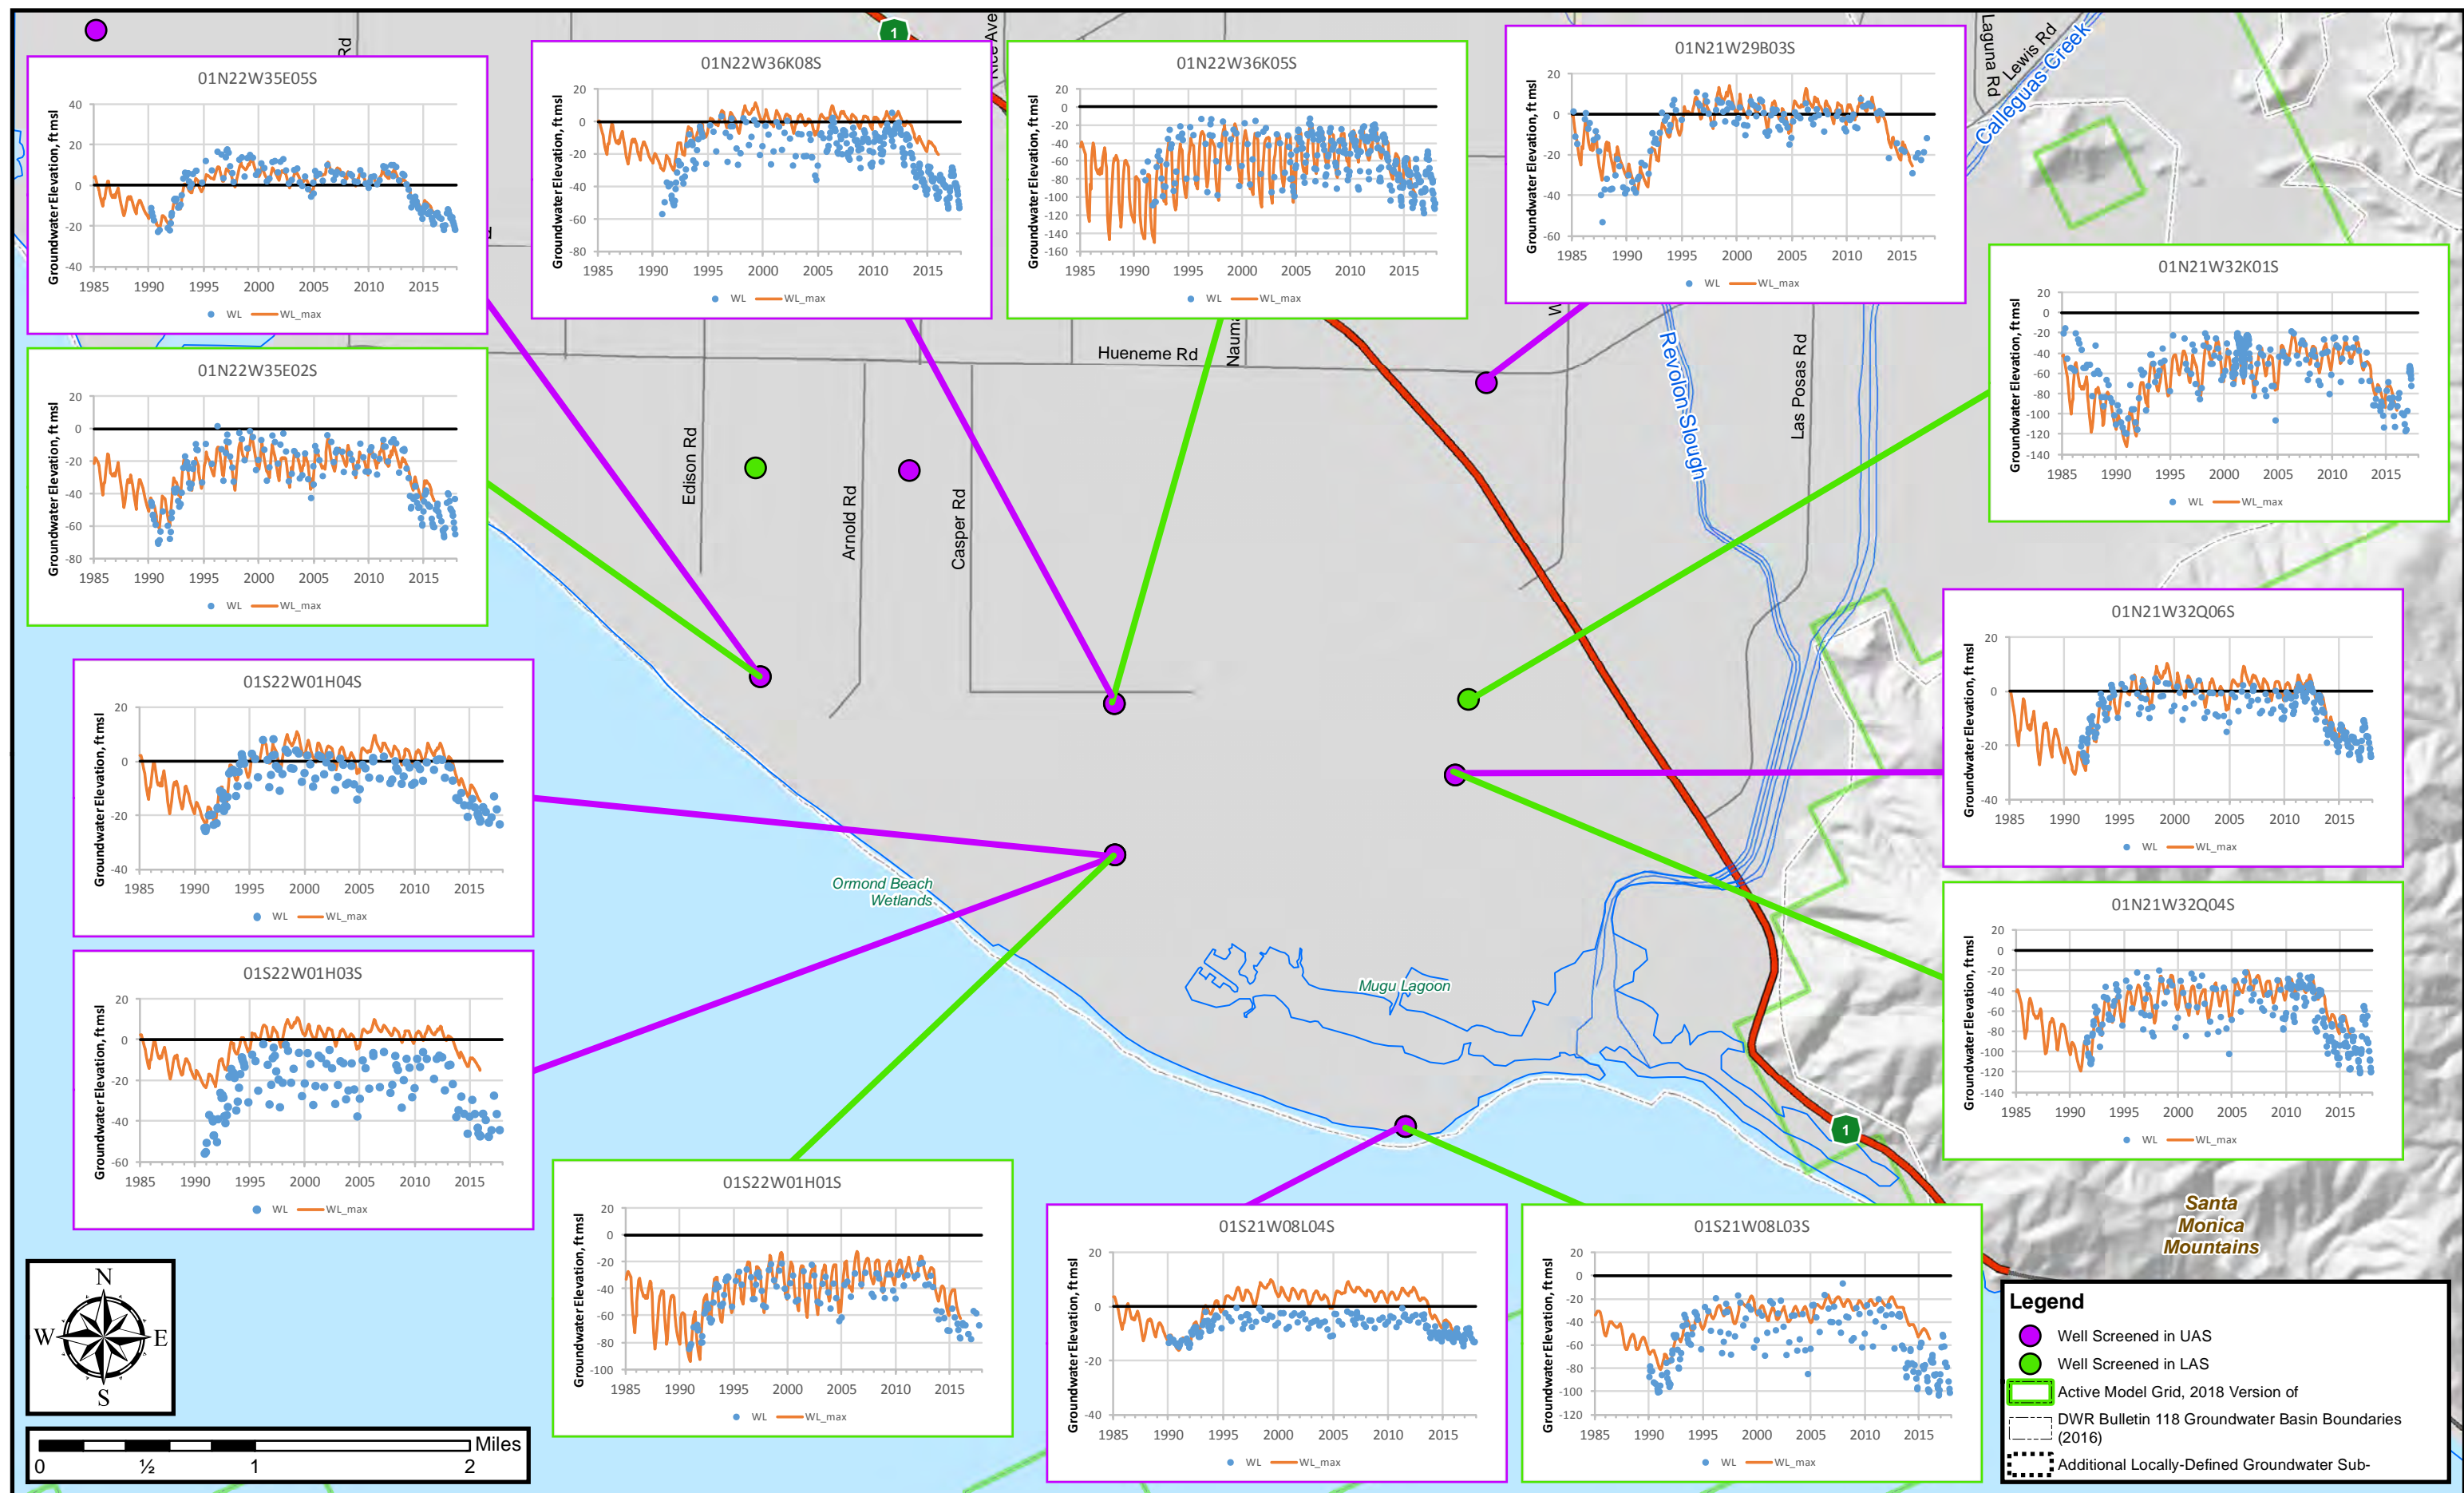 1
Rd
Rice Ave
Laguna Rd
Lewis Rd
Calleguas Creek
01N22W35E05S
Groundwater Elevation, ft msl
40
20
0
-20
-40
1985 1990 1995 2000 2005 2010 2015
WL WL_max
01N22W36K08S
Groundwater Elevation, ft msl
20
0
-20
-40
-60
-80
1985 1990 1995 2000 2005 2010 2015
WL WL_max
01N22W36K05S
Groundwater Elevation, ft msl
20
0
-20
-40
-60
-80
-100
-120
-140
-160
1985 1990 1995 2000 2005 2010 2015
WL WL_max
01N21W29B03S
Groundwater Elevation, ft msl
20
0
-20
-40
-60
1985 1990 1995 2000 2005 2010 2015
WL WL_max
01N21W32K01S
Groundwater Elevation, ft msl
20
0
-20
-40
-60
-80
-100
-120
-140
1985 1990 1995 2000 2005 2010 2015
WL WL_max
01N22W35E02S
Groundwater Elevation, ft msl
20
0
-20
-40
-60
-80
1985 1990 1995 2000 2005 2010 2015
WL WL_max
Hueneme Rd
Edison Rd
Arnold Rd
Casper Rd
Revolon Slough
Las Posas Rd
01N21W32Q06S
Groundwater Elevation, ft msl
20
0
-20
-40
1985 1990 1995 2000 2005 2010 2015
WL WL_max
01S22W01H04S
Groundwater Elevation, ft msl
20
0
-20
-40
1985 1990 1995 2000 2005 2010 2015
WL WL_max
01N21W32Q04S
Groundwater Elevation, ft msl
20
0
-20
-40
-60
-80
-100
-120
-140
1985 1990 1995 2000 2005 2010 2015
WL WL_max
Ormond Beach
Wetlands
Mugu Lagoon
01S22W01H03S
Groundwater Elevation, ft msl
20
0
-20
-40
-60
1985 1990 1995 2000 2005 2010 2015
WL WL_max
1
Santa
Monica
Mountains
01S22W01H01S
Groundwater Elevation, ft msl
20
0
-20
-40
-60
-80
-100
1985 1990 1995 2000 2005 2010 2015
WL WL_max
01S21W08L04S
Groundwater Elevation, ft msl
20
0
-20
-40
1985 1990 1995 2000 2005 2010 2015
WL WL_max
01S21W08L03S
Groundwater Elevation, ft msl
20
0
-20
-40
-60
-80
-100
-120
1985 1990 1995 2000 2005 2010 2015
WL WL_max
N
W E
S
Miles
0 ½ 1 2
Legend
Well Screened in UAS
Well Screened in LAS
Active Model Grid, 2018 Version of
DWR Bulletin 118 Groundwater Basin Boundaries
(2016)
Additional Locally-Defined Groundwater Sub-